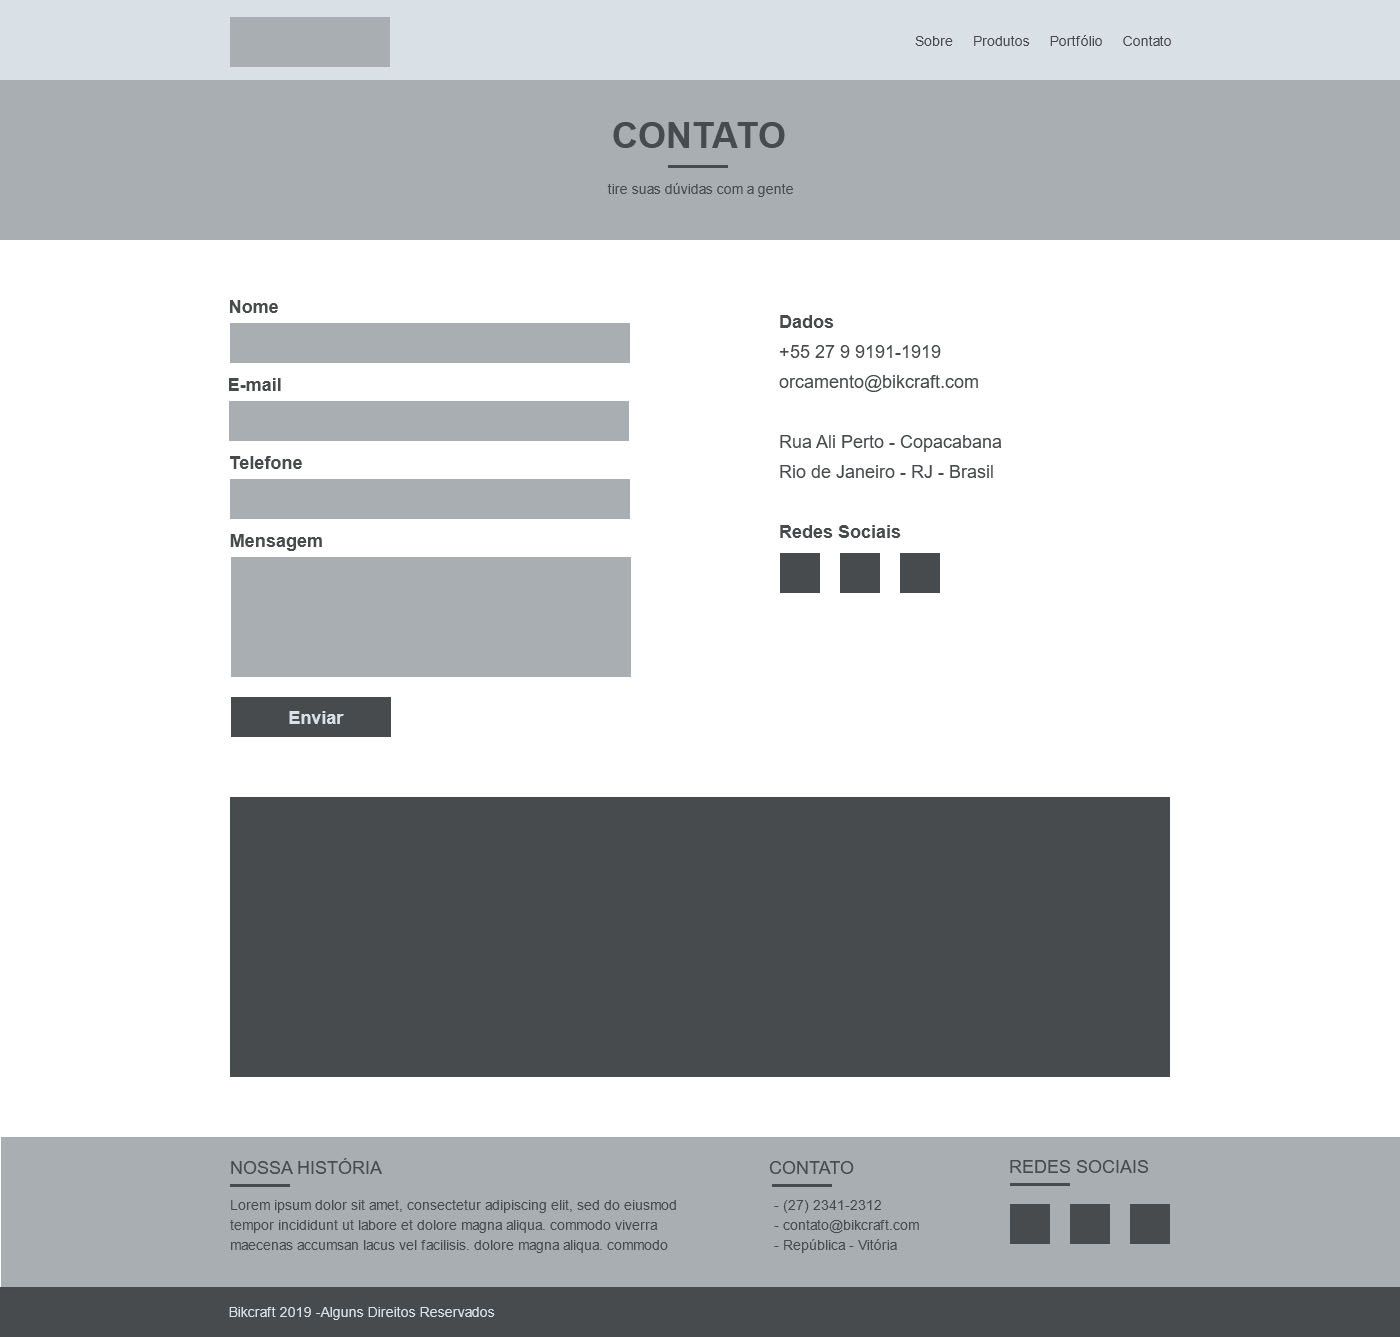 Sobre Produtos Portfólio Contato
CONTATO
tire suas dúvidas com a gente
Nome
E-mail
Telefone
Mensagem
Enviar
Dados
+55 27 9 9191-1919
orcamento@bikcraft.com
Rua Ali Perto - Copacabana
Rio de Janeiro - RJ - Brasil
Redes Sociais
NOSSA HISTÓRIA
Lorem ipsum dolor sit amet, consectetur adipiscing elit, sed do eiusmod
tempor incididunt ut labore et dolore magna aliqua. commodo viverra
maecenas accumsan lacus vel facilisis. dolore magna aliqua. commodo
CONTATO
- (27) 2341-2312
- contato@bikcraft.com
- República - Vitória
REDES SOCIAIS
Bikcraft 2019 -Alguns Direitos Reservados